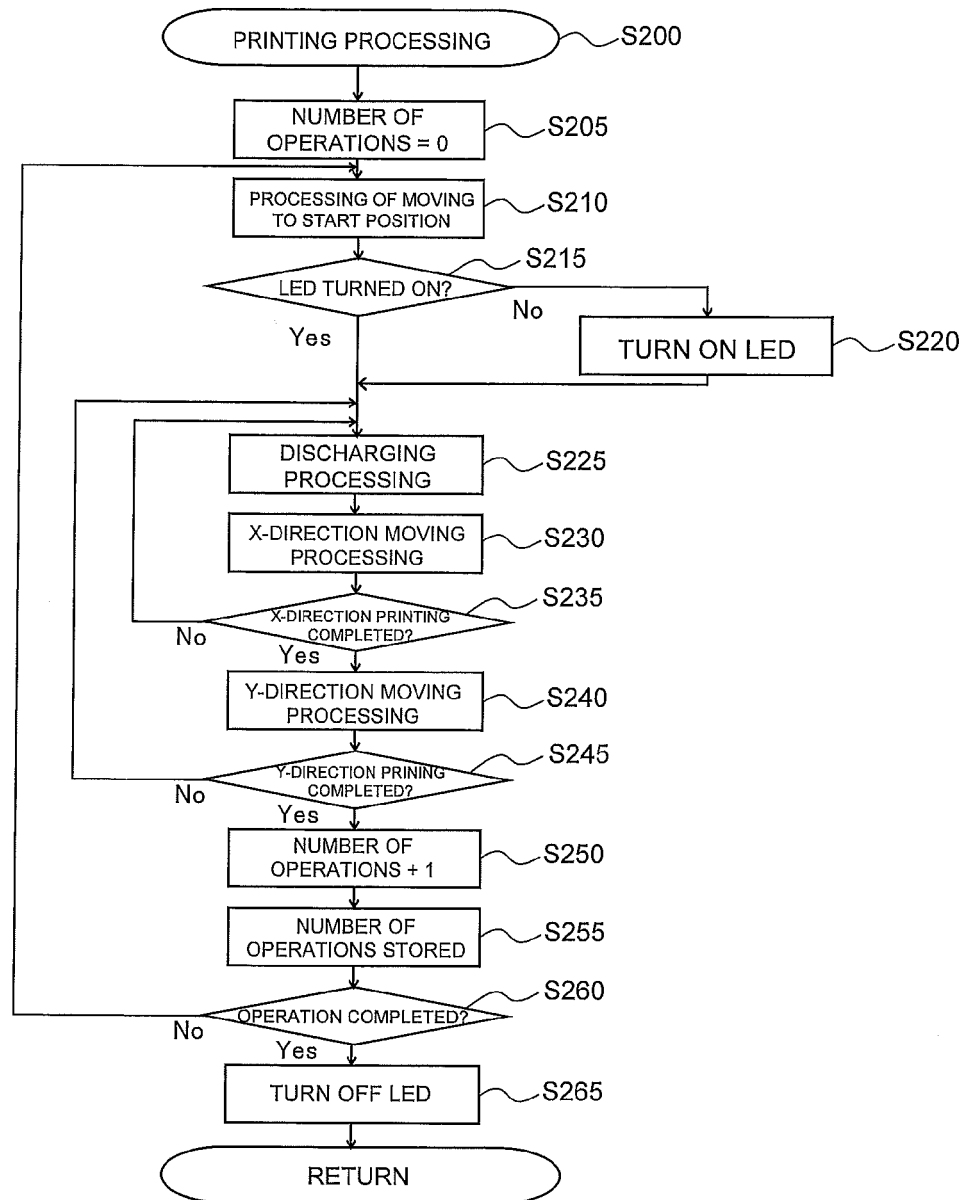 PRINTING PROCESSING
S200
NUMBER OF
OPERATIONS = 0
S205
PROCESSING OF MOVING
TO START POSITION
S210
S215
LED TURNED ON?
No
Yes
TURN ON LED
S220
DISCHARGING
PROCESSING
S225
X-DIRECTION MOVING
PROCESSING
S230
S235
X-DIRECTION PRINTING
COMPLETED?
No
Yes
Y-DIRECTION MOVING
PROCESSING
S240
S245
Y-DIRECTION PRINING
COMPLETED?
No
Yes
NUMBER OF
OPERATIONS + 1
S250
NUMBER OF
OPERATIONS STORED
S255
S260
OPERATION COMPLETED?
No
Yes
TURN OFF LED
S265
RETURN